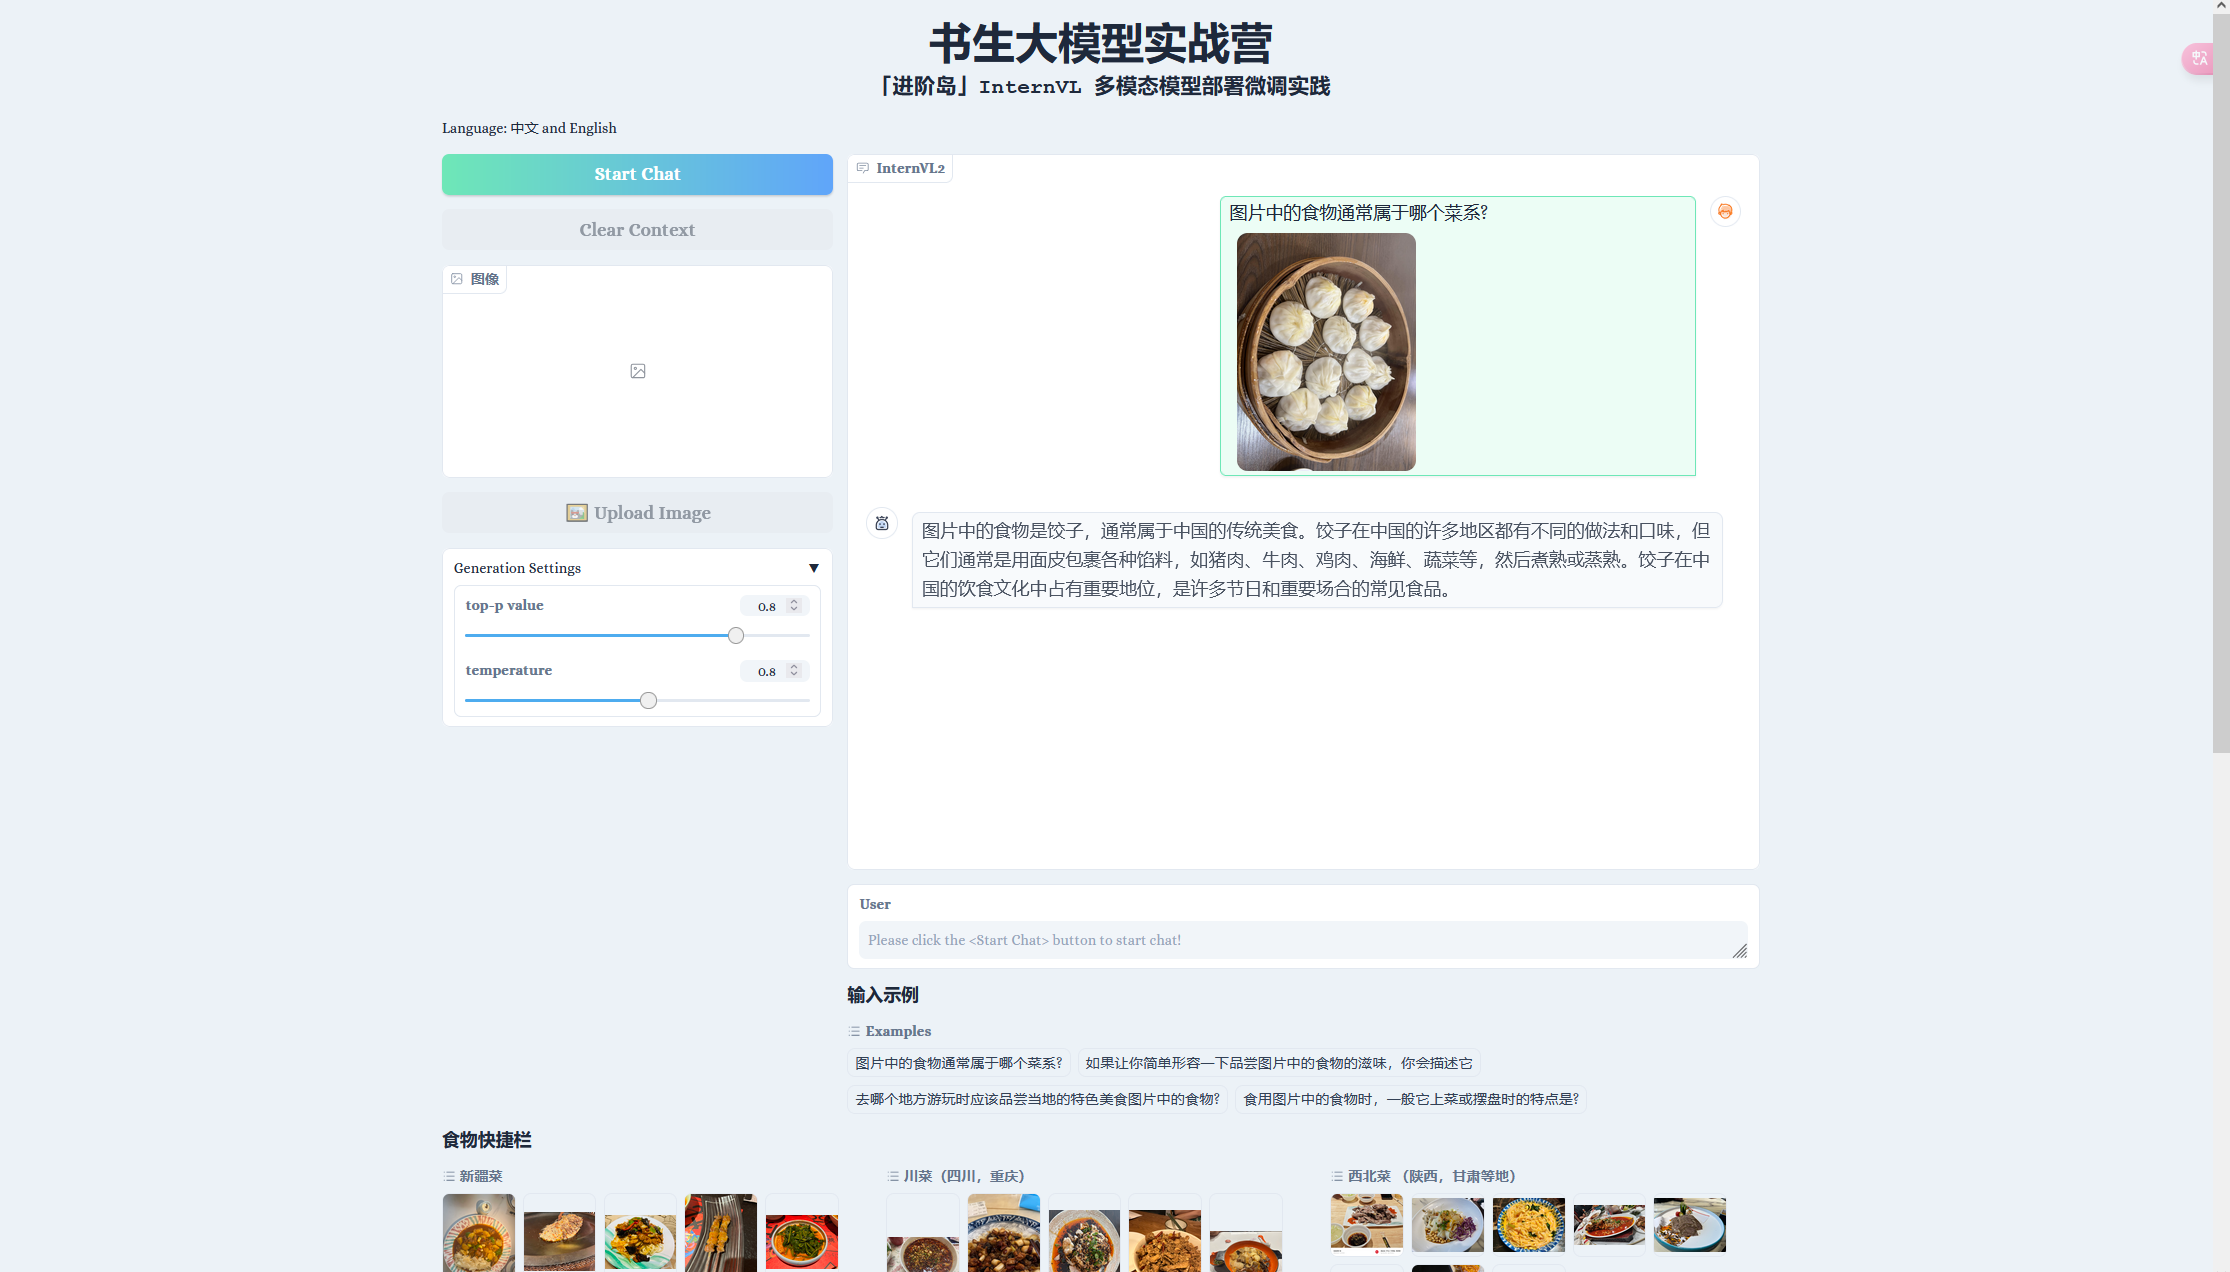 书生大模型实战营
「进阶岛」InternVL 多模态模型部署微调实践
Language: 中文 and English
Start Chat
Clear Context
图像
Upload Image
Generation Settings
top-p value
0.8
temperature
0.8
InternVL2
图片中的食物通常属于哪个菜系?
图片中的食物是饺子，通常属于中国的传统美食。饺子在中国的许多地区都有不同的做法和口味，但
它们通常是用面皮包裹各种馅料，如猪肉、牛肉、鸡肉、海鲜、蔬菜等，然后煮熟或蒸熟。饺子在中
国的饮食文化中占有重要地位，是许多节日和重要场合的常见食品。
User
Please click the <Start Chat> button to start chat!
输入示例
Examples
图片中的食物通常属于哪个菜系?
如果让你简单形容一下品尝图片中的食物的滋味，你会描述它
去哪个地方游玩时应该品尝当地的特色美食图片中的食物?
食用图片中的食物时，一般它上菜或摆盘时的特点是?
食物快捷栏
新疆菜
川菜（四川，重庆）
西北菜 （陕西，甘肃等地）